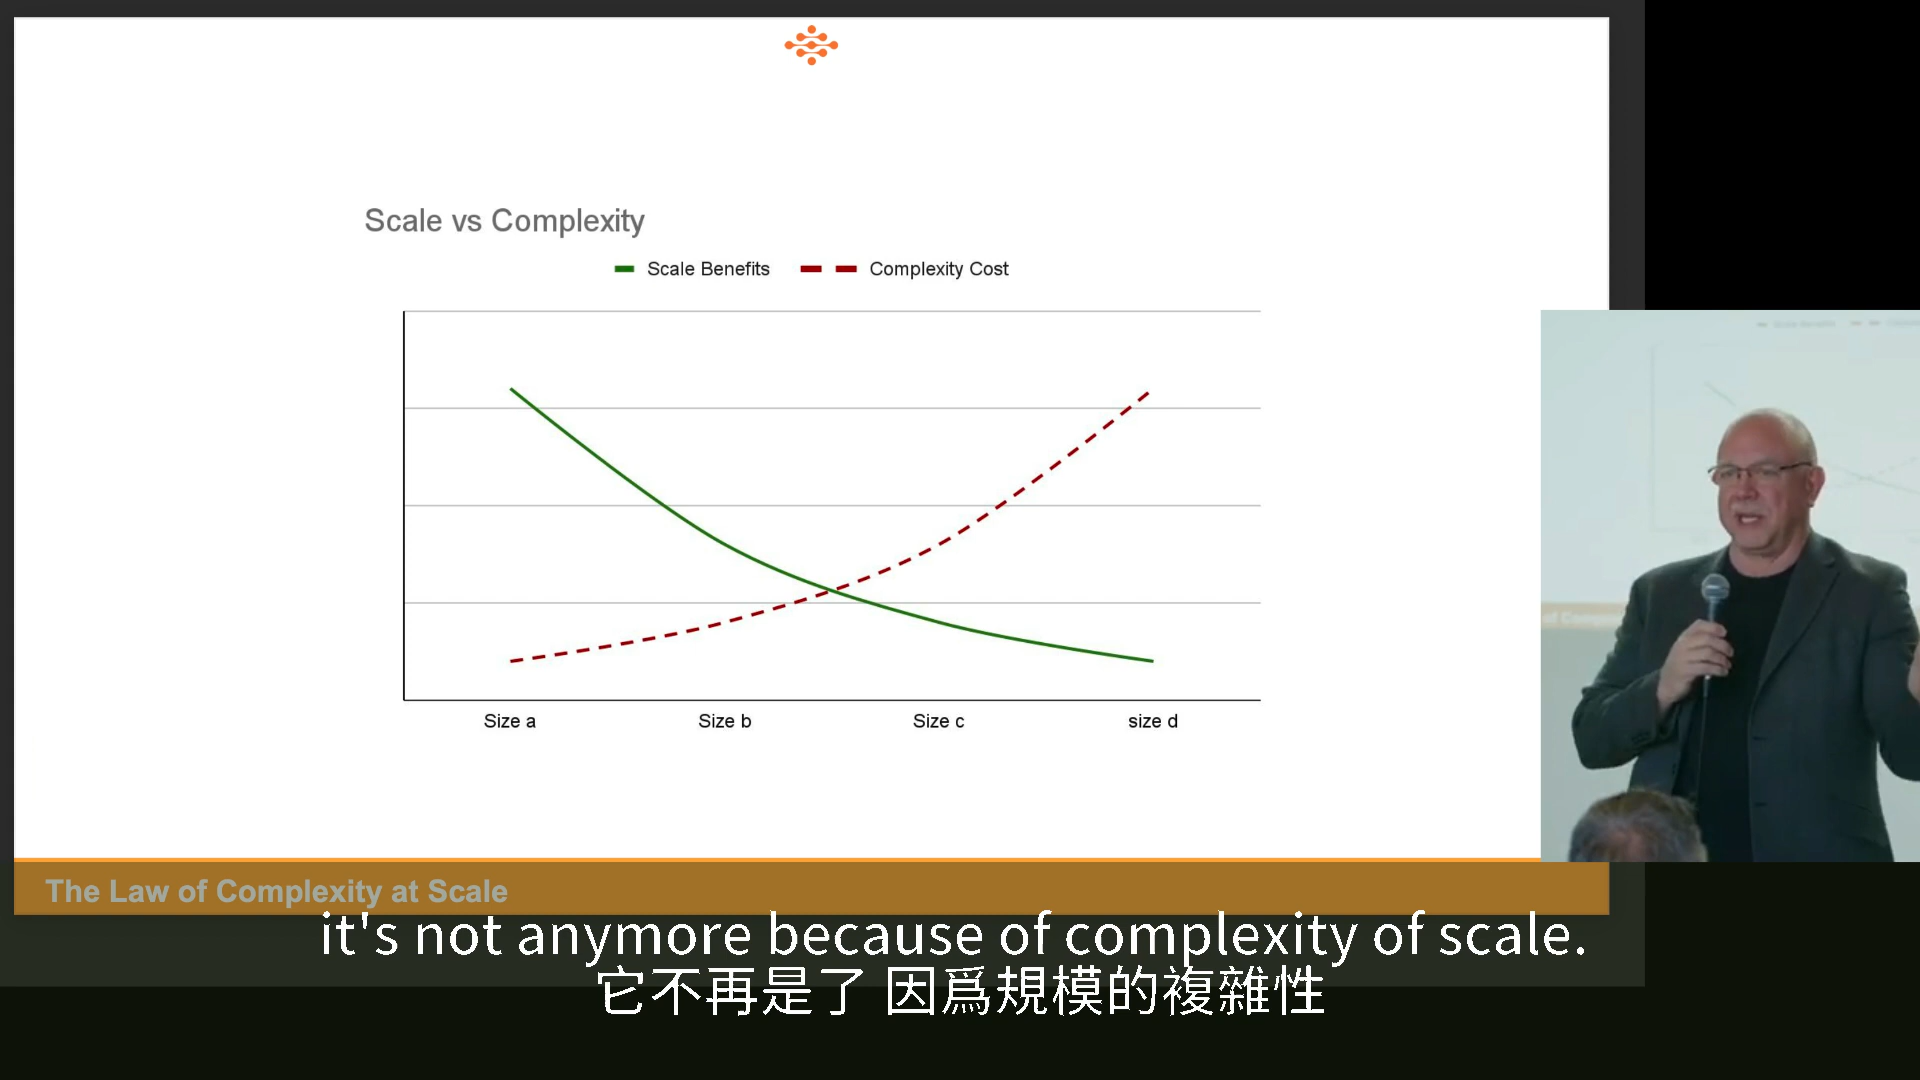 Scale vs Complexity
Scale Benefits
Complexity Cost
Size a
Size b
Size c
size d
The Law of Complexity at Scale
it's not anymore because of complexity of scale.
它不再是了 因爲規模的複雜性